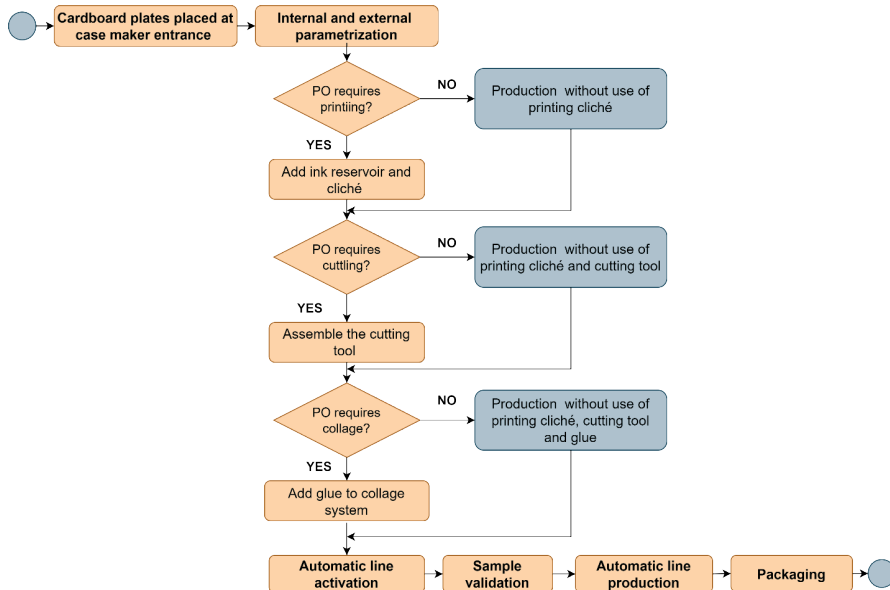 Cardboard plates placed at
case maker entrance
Internal and external
parametrization
PO requires
printiing?
NO
Production without use of
printing cliché
YES
Add ink reservoir and
cliché
PO requires
cuttling?
NO
Production without use of
printing cliché and cutting tool
YES
Assemble the cutting
tool
PO requires
collage?
NO
Production without use of
printing cliché, cutting tool
and glue
YES
Add glue to collage
system
Automatic line
activation
Sample
validation
Automatic line
production
Packaging